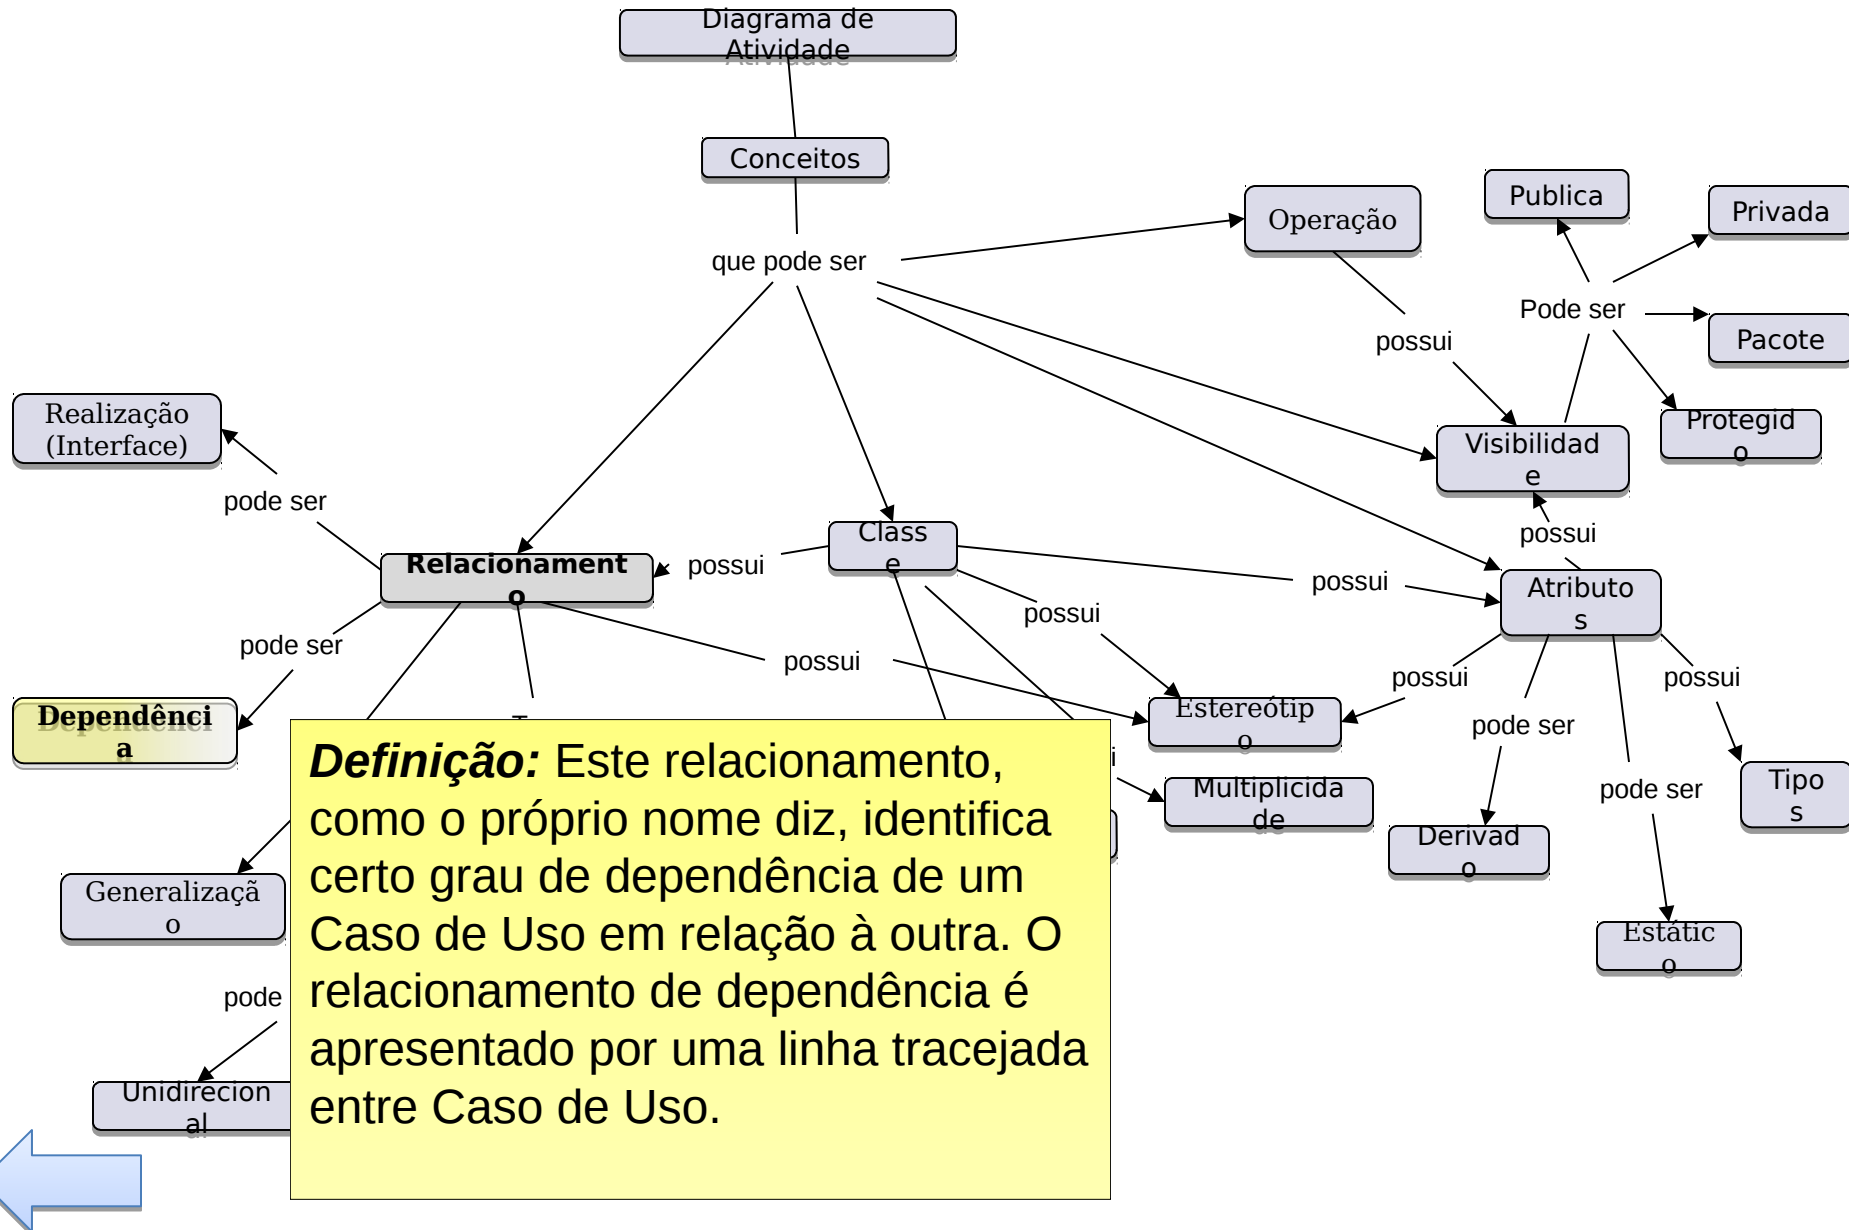 Diagrama de
Atividade
Conceitos
que pode ser
Operação
Publica
Privada
Pode ser
Pacote
possui
Protegid
o
Visibilidad
e
Realização
(Interface)
pode ser
possui
Class
e
Relacionament
o
possui
possui
Atributo
s
possui
pode ser
possui
possui
possui
Dependênci
a
Estereótip
o
pode ser
Multiplicida
de
pode ser
Tipo
s
Derivad
o
Estátic
o
Generalizaçã
o
pode
Unidirecion
al
Definição: Este relacionamento,
como o próprio nome diz, identifica
certo grau de dependência de um
Caso de Uso em relação à outra. O
relacionamento de dependência é
apresentado por uma linha tracejada
entre Caso de Uso.